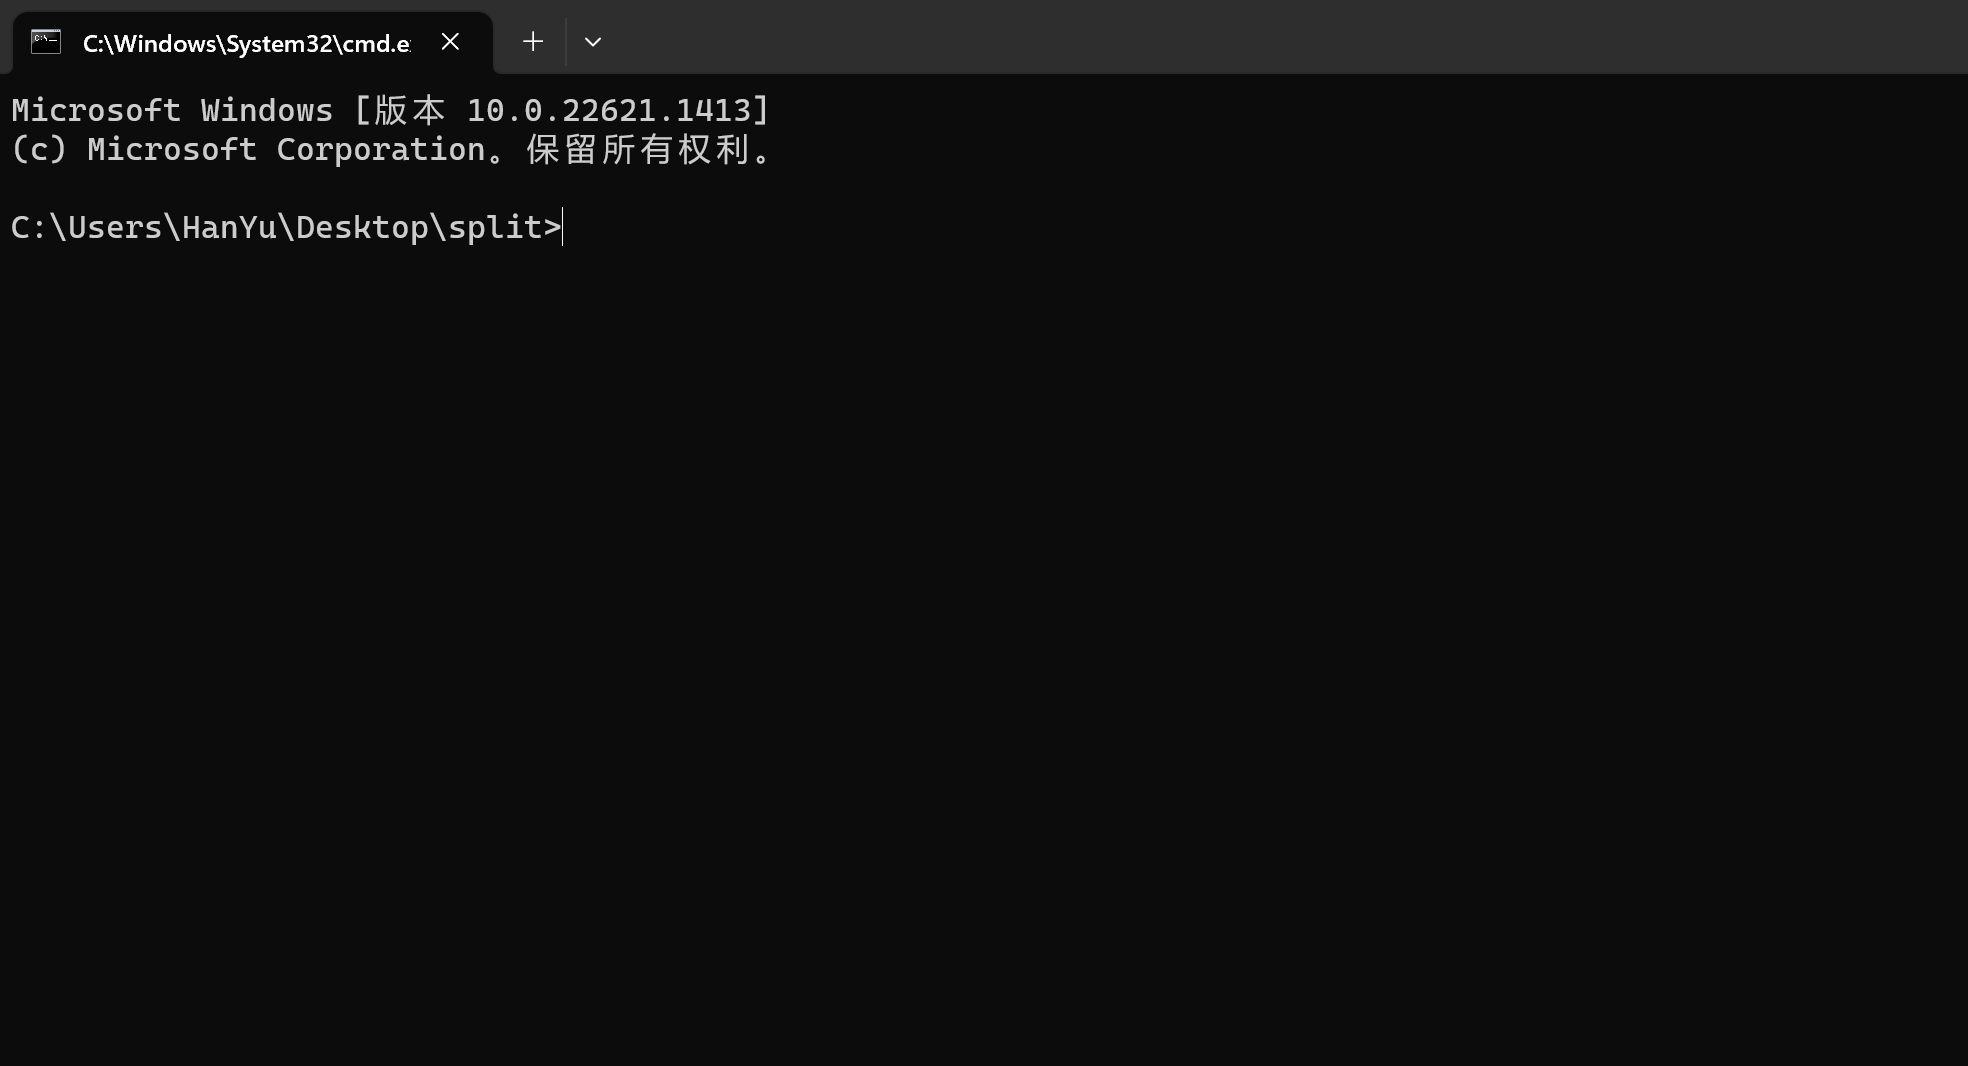 C:\Windows\System32\cmd.e
Microsoft Windows [版本 10.0.22621.1413]
(c) Microsoft Corporation。保留所有权利。
C:\Users\HanYu\Desktop\split>